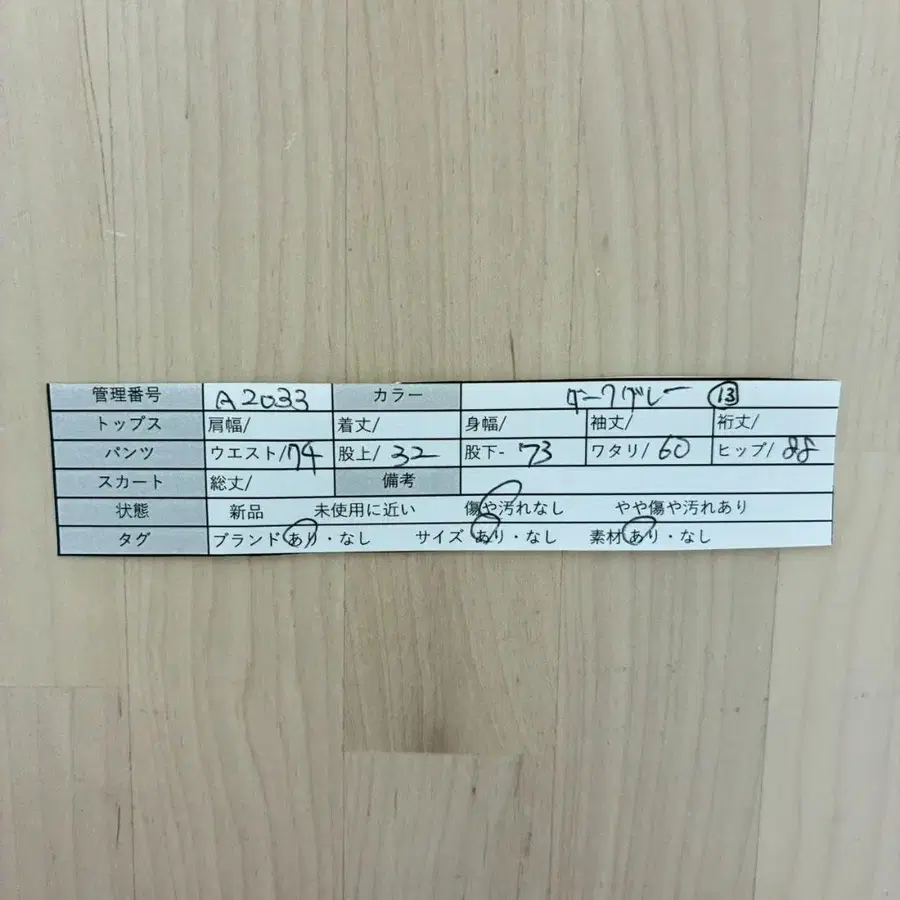 管理番号 A2033 カラー ダークグレー ⑬
トップス 肩幅/ 着丈/ 身幅/ 袖丈/ 裄丈/
パンツ ウエスト/74 股上/32 股下-73 ワタリ/60 ヒップ/88
スカート 総丈/ 備考
状態 新品 未使用に近い 傷や汚れなし やや傷や汚れあり
タグ ブランドあり・なし サイズあり・なし 素材あり・なし